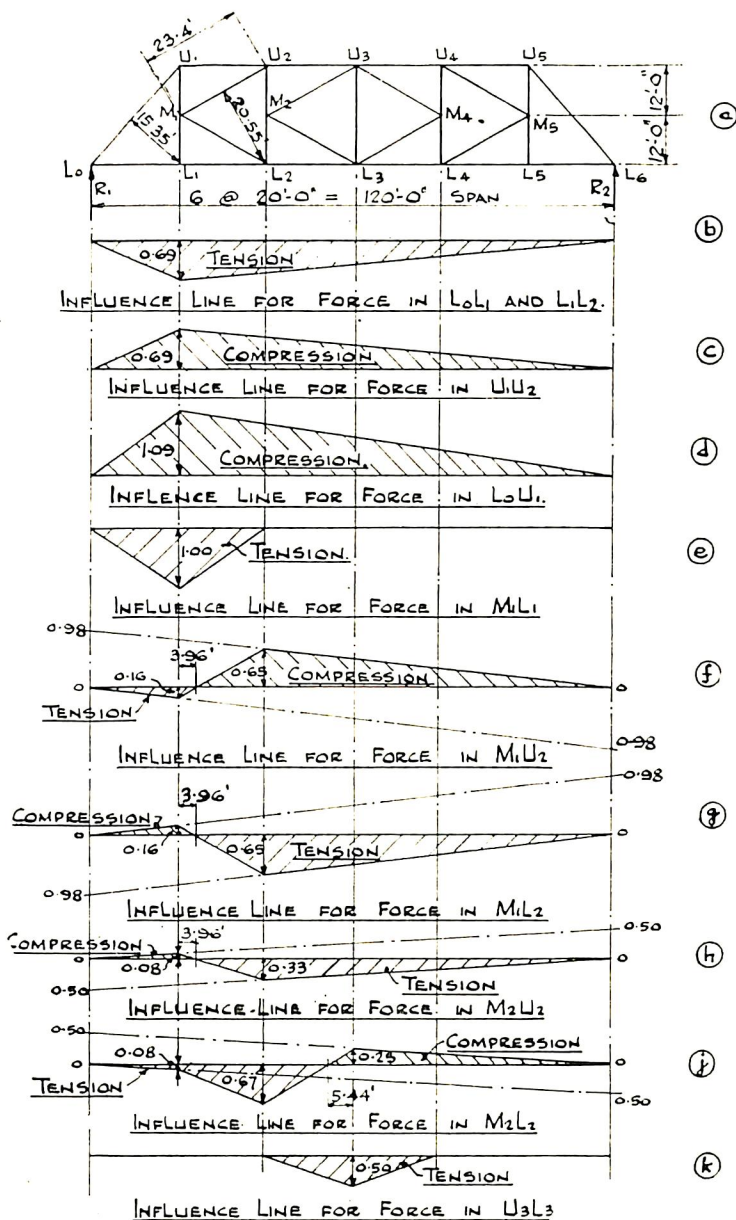 23.4'
U₁ U₂ U₃ U₄ U₅
M₁ M₂ M₄. M₅
20.55
15.35'
12'-0"
12'-0"
a
L₀ L₁ L₂ L₃ L₄ L₅ L₆
R₁ R₂
6 @ 20'-0" = 120'-0" SPAN
b
0.69 TENSION
INFLUENCE LINE FOR FORCE IN L₀L₁ AND L₁L₂.
0.69 COMPRESSION
c
INFLUENCE LINE FOR FORCE IN U₁U₂
1.09 COMPRESSION.
d
INFLENCE LINE FOR FORCE IN L₀U₁.
1.00 TENSION.
e
INFLUENCE LINE FOR FORCE IN M₁L₁
0.98
3.96'
0.16 0.65 COMPRESSION
f
0 0
TENSION
0.98
INFLUENCE LINE FOR FORCE IN M₁U₂
0.98
3.96'
COMPRESSION
g
0 0
0.16 0.65 TENSION
0.98
INFLUENCE LINE FOR FORCE IN M₁L₂
3.96'
0.50
COMPRESSION
0
h
0.08 0.33
TENSION
0.50
INFLUENCE LINE FOR FORCE IN M₂U₂
0.50
COMPRESSION
0.08 0.25
0 0
j
TENSION 0.67
5.44'
0.50
INFLUENCE LINE FOR FORCE IN M₂L₂
0.50 TENSION
k
INFLUENCE LINE FOR FORCE IN U₃L₃